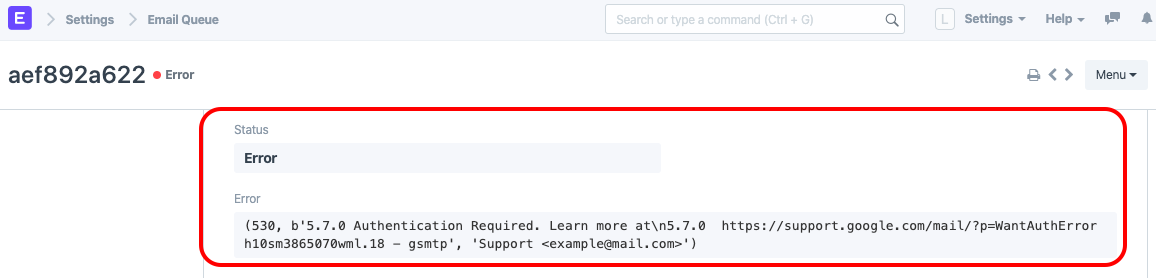 E Settings Email Queue Search or type a command (Ctrl + G) L Settings Help
aef892a622 Error Menu
Status
Error
Error
(530, b'5.7.0 Authentication Required. Learn more at\n5.7.0  https://support.google.com/mail/?p=WantAuthError
h10sm3865070wml.18 - gsmtp', 'Support <example@mail.com>')